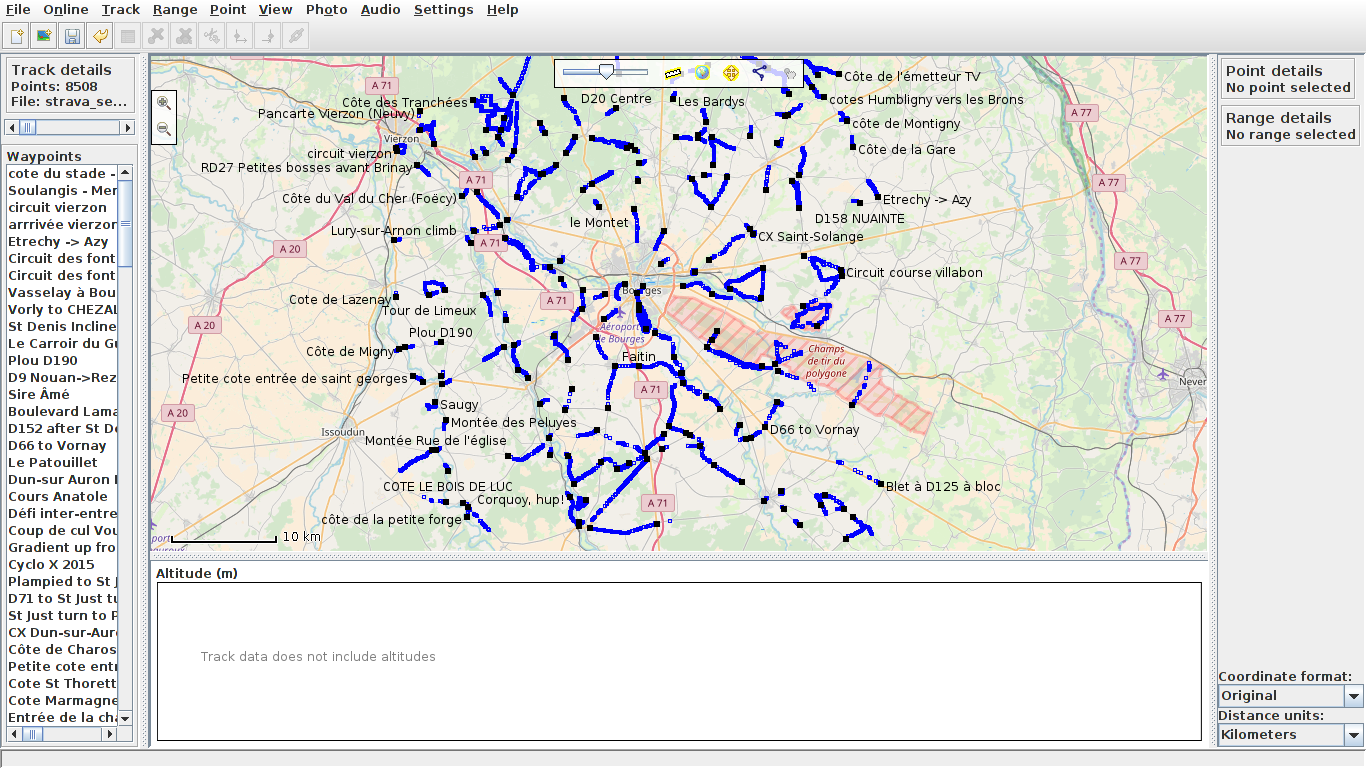 File Online Track Range Point View Photo Audio Settings Help
Track details
Points: 8508
File: strava_se...
Waypoints
cote du stade -
Soulangis - Mer
circuit vierzon
arrrivée vierzon
Etrechy -> Azy
Circuit des font
Circuit des font
Vasselay à Bou
Vorly to CHEZAL
St Denis Incline
Le Carroir du Gu
Plou D190
D9 Nouan->Rez
Sire Âmé
Boulevard Lama
D152 after St De
D66 to Vornay
Le Patouillet
Dun-sur Auron
Cours Anatole
Défi inter-entre
Coup de cul Vou
Gradient up fro
Cyclo X 2015
Plampied to St J
D71 to St Just tu
St Just turn to P
CX Dun-sur-Aur
Côte de Charos
Petite cote entr
Cote St Thorett
Cote Marmagne
Entrée de la cha
A 71
Côte des Tranchées
Pancarte Vierzon (Neuvy)
Vierzon
circuit vierzon
RD27 Petites bosses avant Brinay
A 71
Côte du Val du Cher (Foëcy)
Lury-sur-Arnon climb
A 71
A 20
Cote de Lazenay
Tour de Limeux
A 71
A 20
Plou D190
Côte de Migny
Petite cote entrée de saint georges
A 20
Saugy
Montée des Peluyes
Issoudun
Montée Rue de l'église
COTE LE BOIS DE LUC
Corquoy, hup!
côte de la petite forge
10 km
D20 Centre
Les Bardys
Côte de l'émetteur TV
cotes Humbligny vers les Brons
côte de Montigny
Côte de la Gare
Etrechy -> Azy
D158 NUAINTE
le Montet
CX Saint-Solange
Circuit course villabon
Bourges
Aéroport
de Bourges
Faitin
Champs
de tir du
polygone
A 71
D66 to Vornay
Blet à D125 à bloc
A 71
A 77
A 77
A 77
A 77
Never
Altitude (m)
Track data does not include altitudes
Point details
No point selected
Range details
No range selected
Coordinate format:
Original
Distance units:
Kilometers